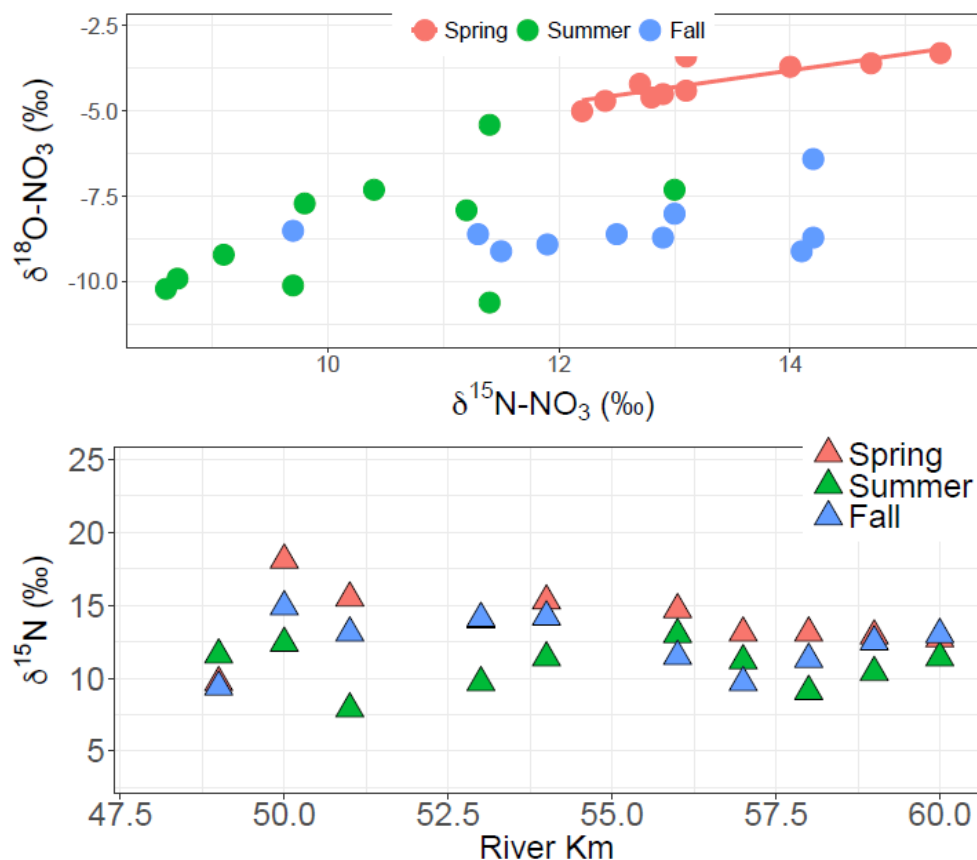 -2.5
Spring Summer Fall
-5.0
-7.5
-10.0
δ¹⁸O-NO₃ (‰)
10 12 14
δ¹⁵N-NO₃ (‰)
25
20
15
10
5
δ¹⁵N (‰)
Spring
Summer
Fall
47.5 50.0 52.5 55.0 57.5 60.0
River Km